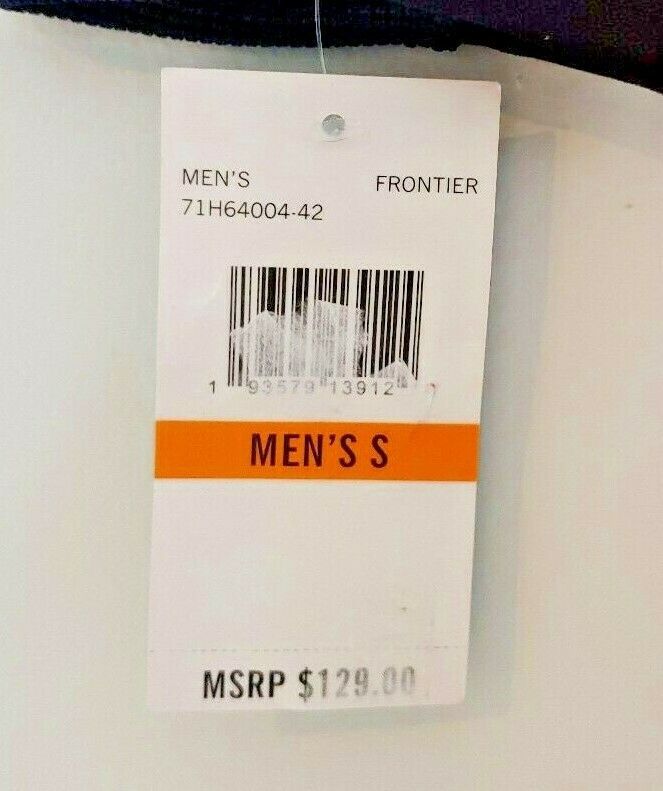 MEN'S FRONTIER
71H64004-42
1 93579 13912
MEN'S S
MSRP $129.00